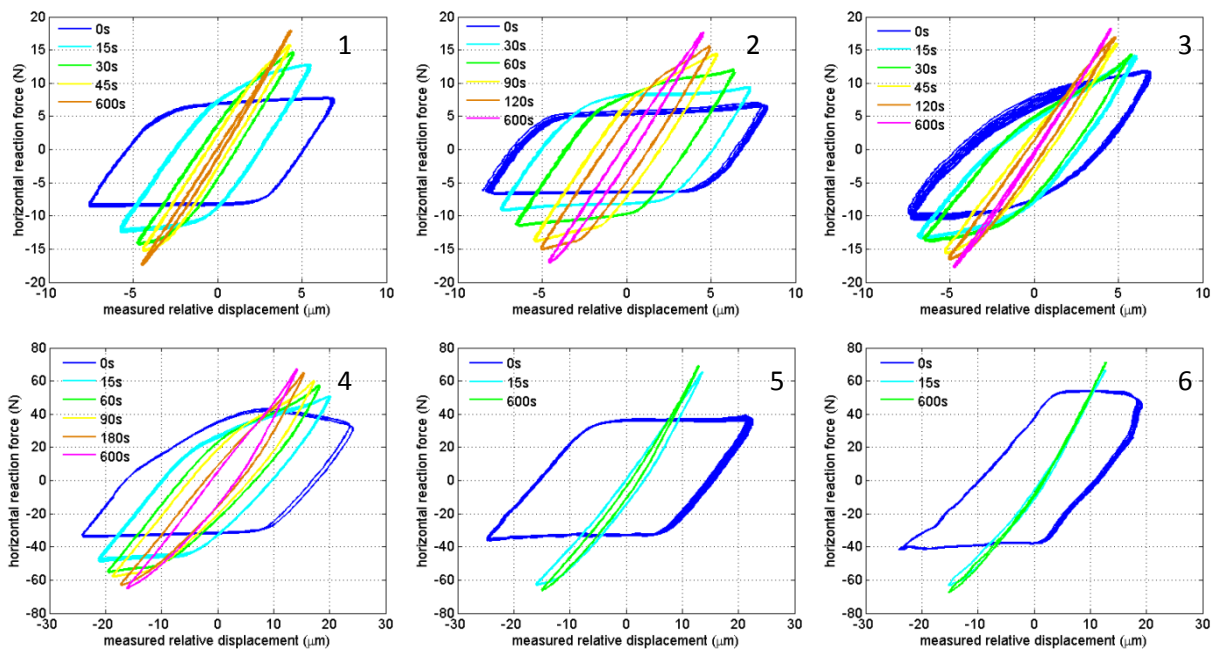 20
15
10
5
0
-5
-10
-15
-20
horizontal reaction force (N)
0s
15s
30s
45s
600s
1
-10
-5
0
5
10
measured relative displacement (μm)
20
15
10
5
0
-5
-10
-15
-20
horizontal reaction force (N)
0s
30s
60s
90s
120s
600s
2
-10
-5
0
5
10
measured relative displacement (μm)
20
15
10
5
0
-5
-10
-15
-20
horizontal reaction force (N)
0s
15s
30s
45s
120s
600s
3
-10
-5
0
5
10
measured relative displacement (μm)
80
60
40
20
0
-20
-40
-60
-80
horizontal reaction force (N)
0s
15s
60s
90s
180s
600s
4
-30
-20
-10
0
10
20
30
measured relative displacement (μm)
80
60
40
20
0
-20
-40
-60
-80
horizontal reaction force (N)
0s
15s
600s
5
-30
-20
-10
0
10
20
30
measured relative displacement (μm)
80
60
40
20
0
-20
-40
-60
-80
horizontal reaction force (N)
0s
15s
600s
6
-30
-20
-10
0
10
20
30
measured relative displacement (μm)